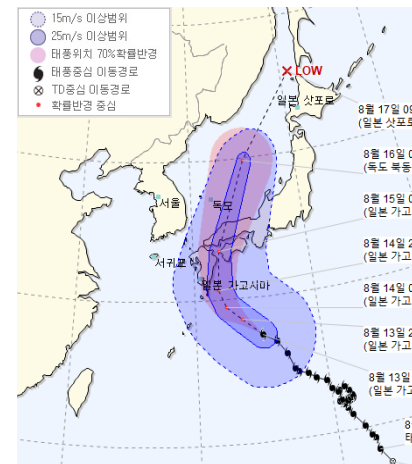 15m/s 이상범위
25m/s 이상범위
태풍위치 70%확률반경
태풍중심 이동경로
TD중심 이동경로
확률반경 중심
LOW
일본 삿포로
8월 17일 09
(일본 삿포로
8월 16일 0
(독도 북동
서울
독도
8월 15일 0
(일본 가고
8월 14일 2
(일본 가고
서귀포
일본 가고시마
8월 14일 0
(일본 가고
8월 13일 2
(일본 가고
8월 13일
(일본 가고
8
태